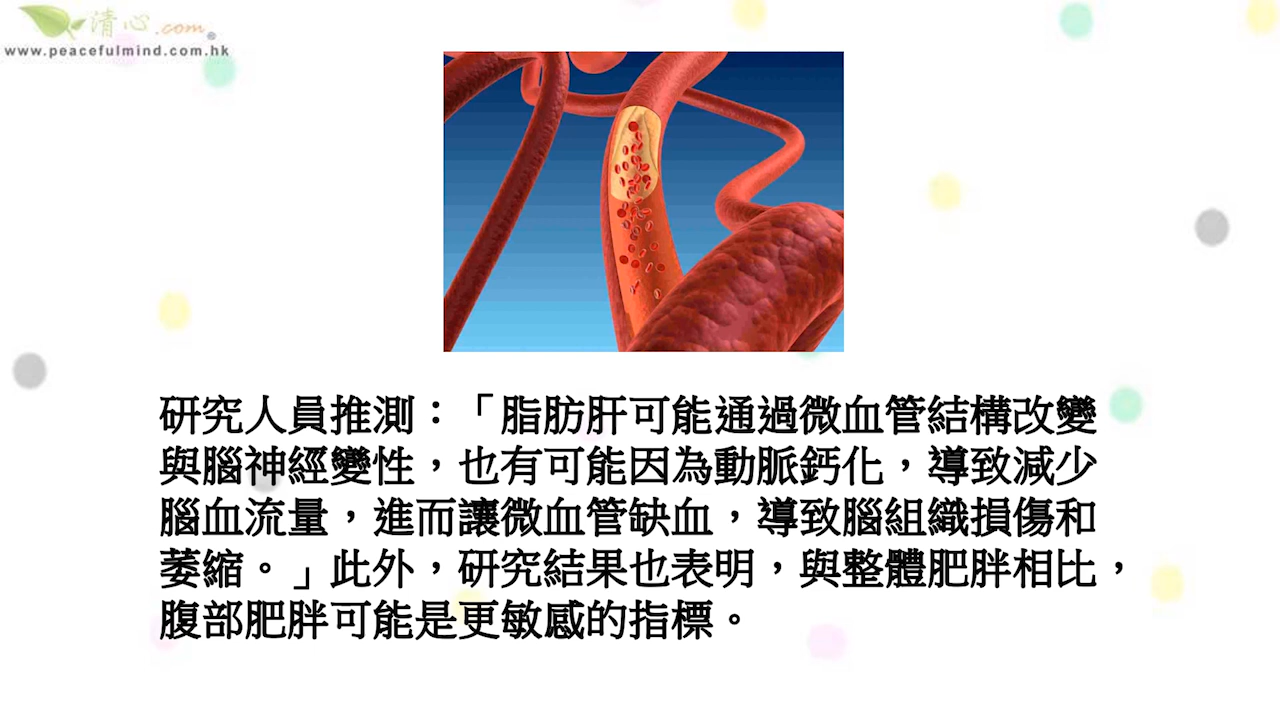 清心.com
www.peacefulmind.com.hk
研究人員推測：「脂肪肝可能通過微血管結構改變
與腦神經變性，也有可能因為動脈鈣化，導致減少
腦血流量，進而讓微血管缺血，導致腦組織損傷和
萎縮。」此外，研究結果也表明，與整體肥胖相比，
腹部肥胖可能是更敏感的指標。